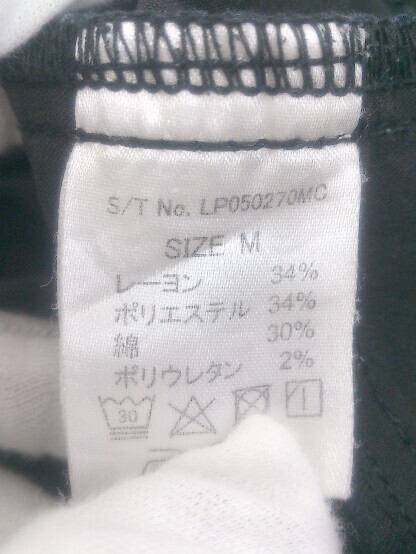 S/T No. LP050270MC
SIZE M
レーヨン 34%
ポリエステル 34%
綿 30%
ポリウレタン 2%
30